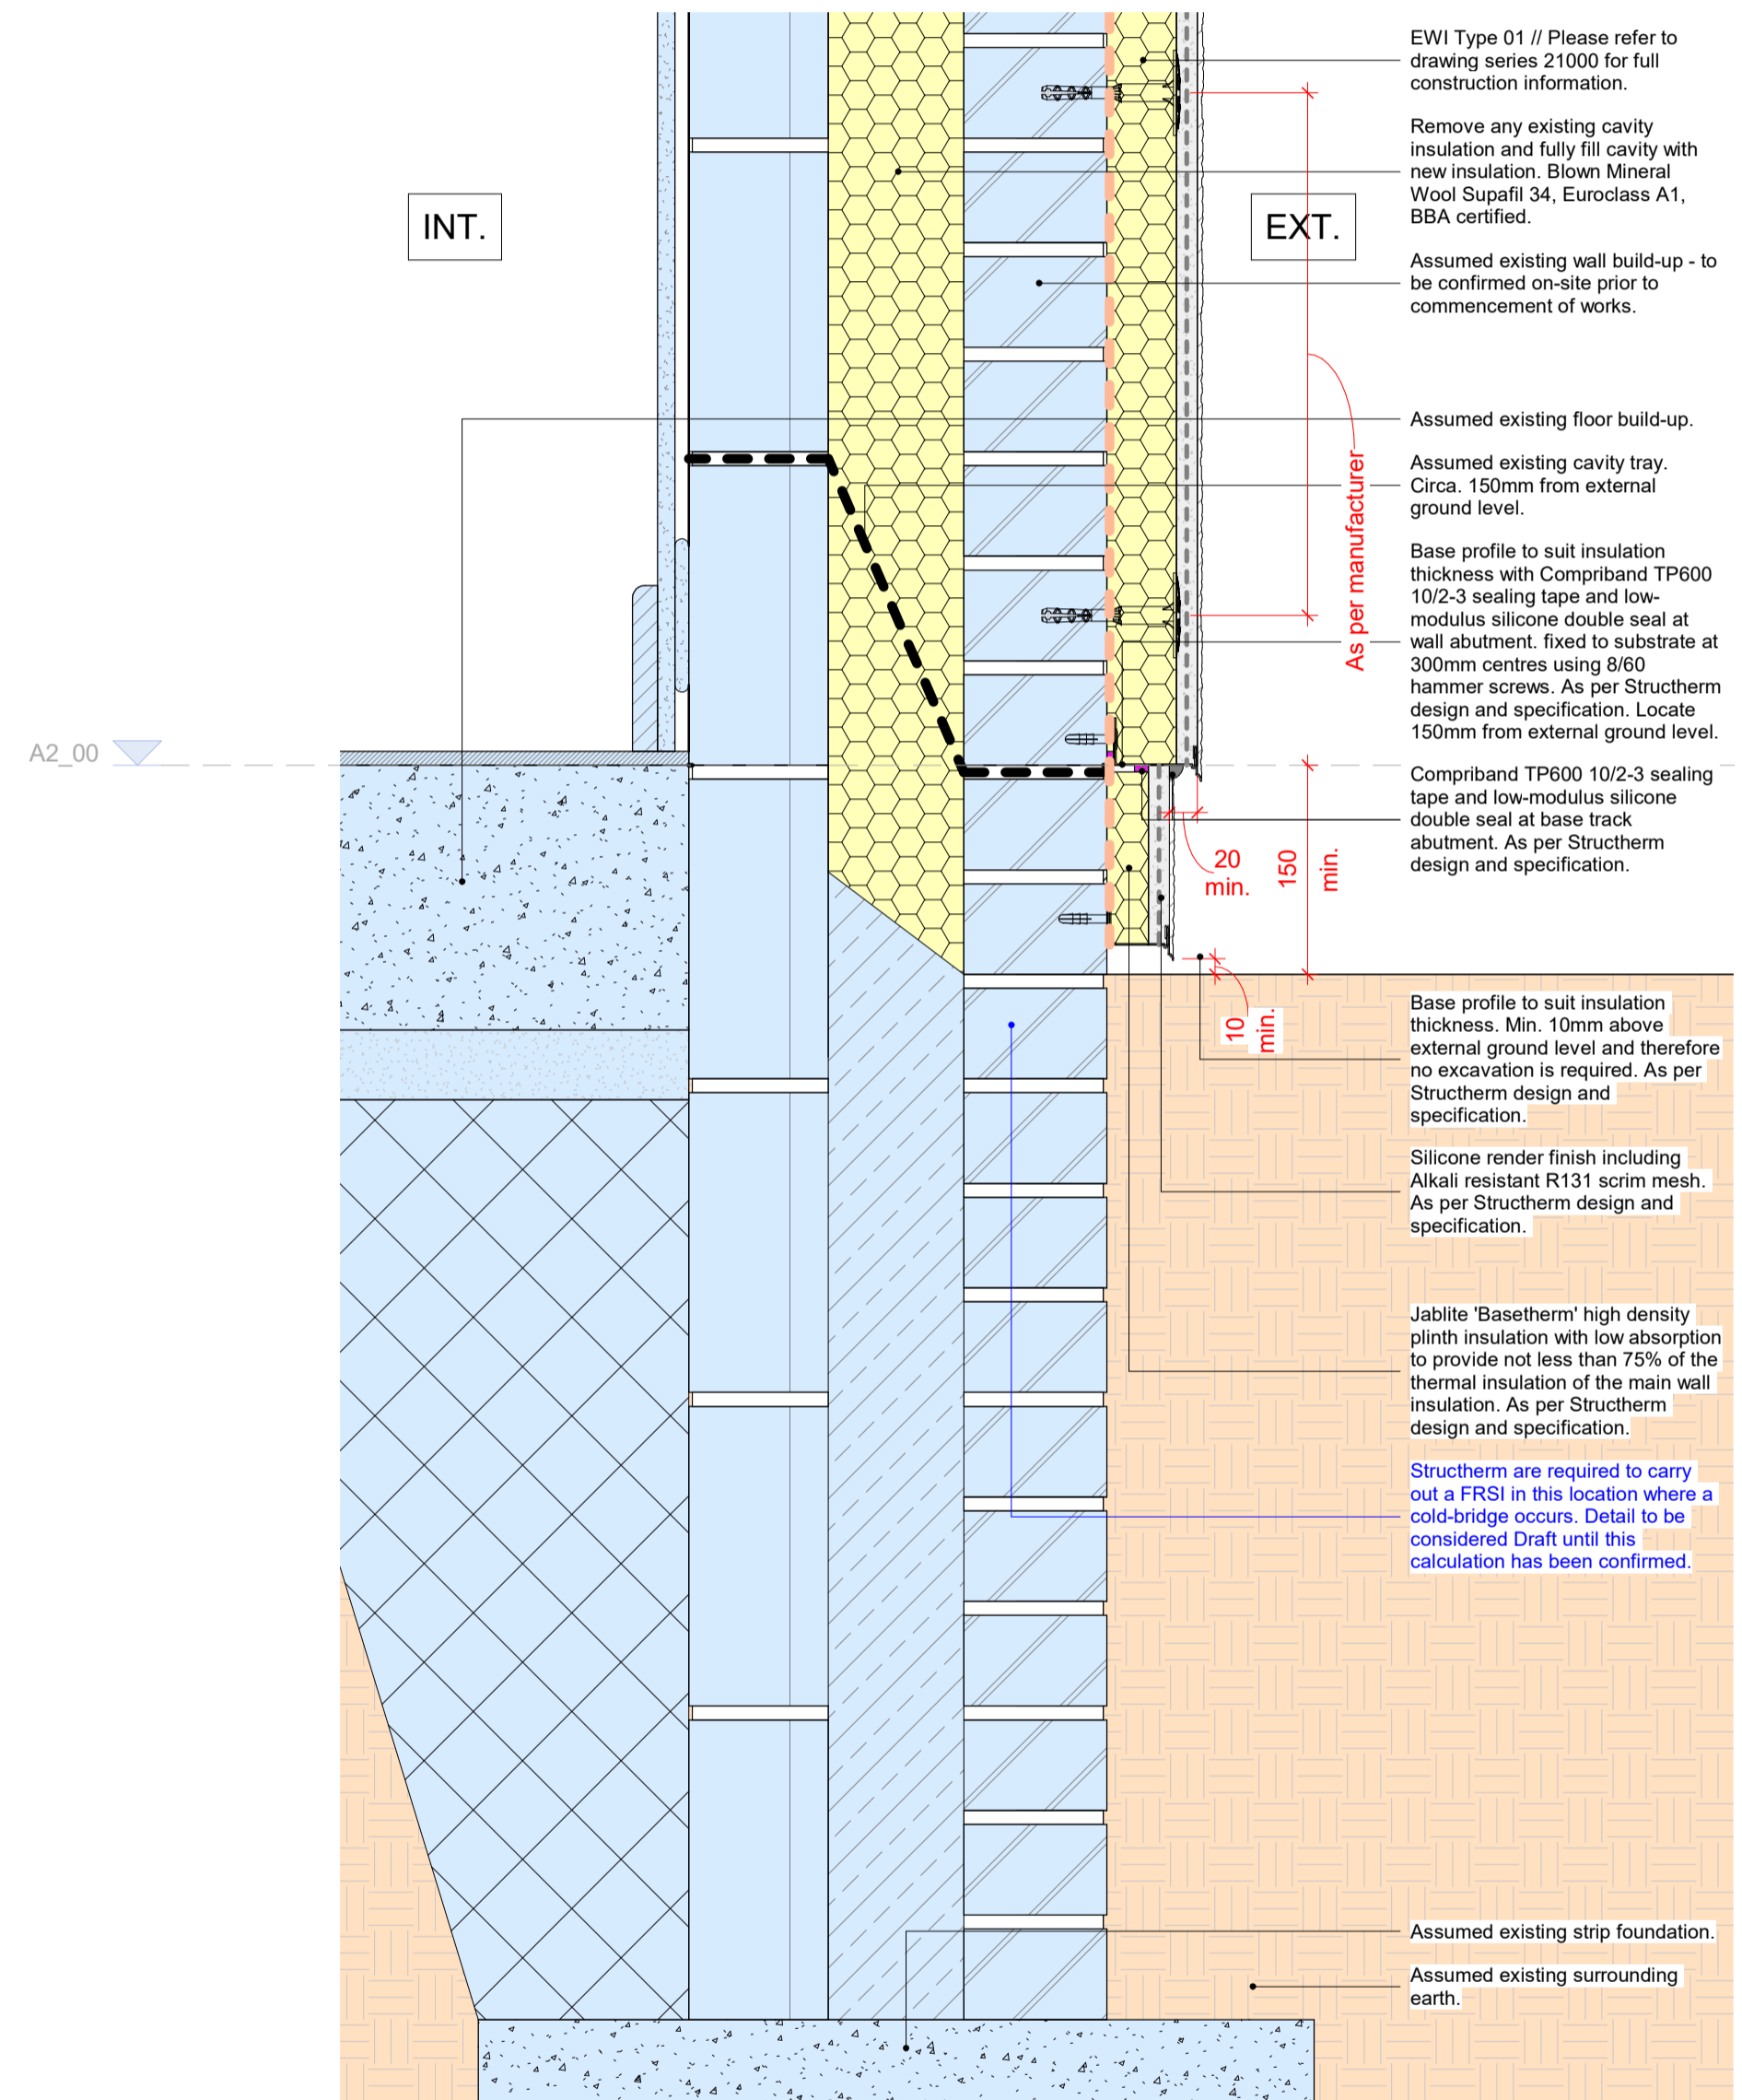 EWI Type 01 // Please refer to
drawing series 21000 for full
construction information.
Remove any existing cavity
insulation and fully fill cavity with
new insulation. Blown Mineral
Wool Supafil 34, Euroclass A1,
BBA certified.
INT.
EXT.
Assumed existing wall build-up - to
be confirmed on-site prior to
commencement of works.
Assumed existing floor build-up.
Assumed existing cavity tray.
Circa. 150mm from external
ground level.
As per manufacturer
Base profile to suit insulation
thickness with Compriband TP600
10/2-3 sealing tape and low-
modulus silicone double seal at
wall abutment. fixed to substrate at
300mm centres using 8/60
hammer screws. As per Structherm
design and specification. Locate
150mm from external ground level.
A2_00
Compriband TP600 10/2-3 sealing
tape and low-modulus silicone
double seal at base track
abutment. As per Structherm
design and specification.
20
min.
150
min.
10
min.
Base profile to suit insulation
thickness. Min. 10mm above
external ground level and therefore
no excavation is required. As per
Structherm design and
specification.
Silicone render finish including
Alkali resistant R131 scrim mesh.
As per Structherm design and
specification.
Jablite 'Basetherm' high density
plinth insulation with low absorption
to provide not less than 75% of the
thermal insulation of the main wall
insulation. As per Structherm
design and specification.
Structherm are required to carry
out a FRSI in this location where a
cold-bridge occurs. Detail to be
considered Draft until this
calculation has been confirmed.
Assumed existing strip foundation.
Assumed existing surrounding
earth.